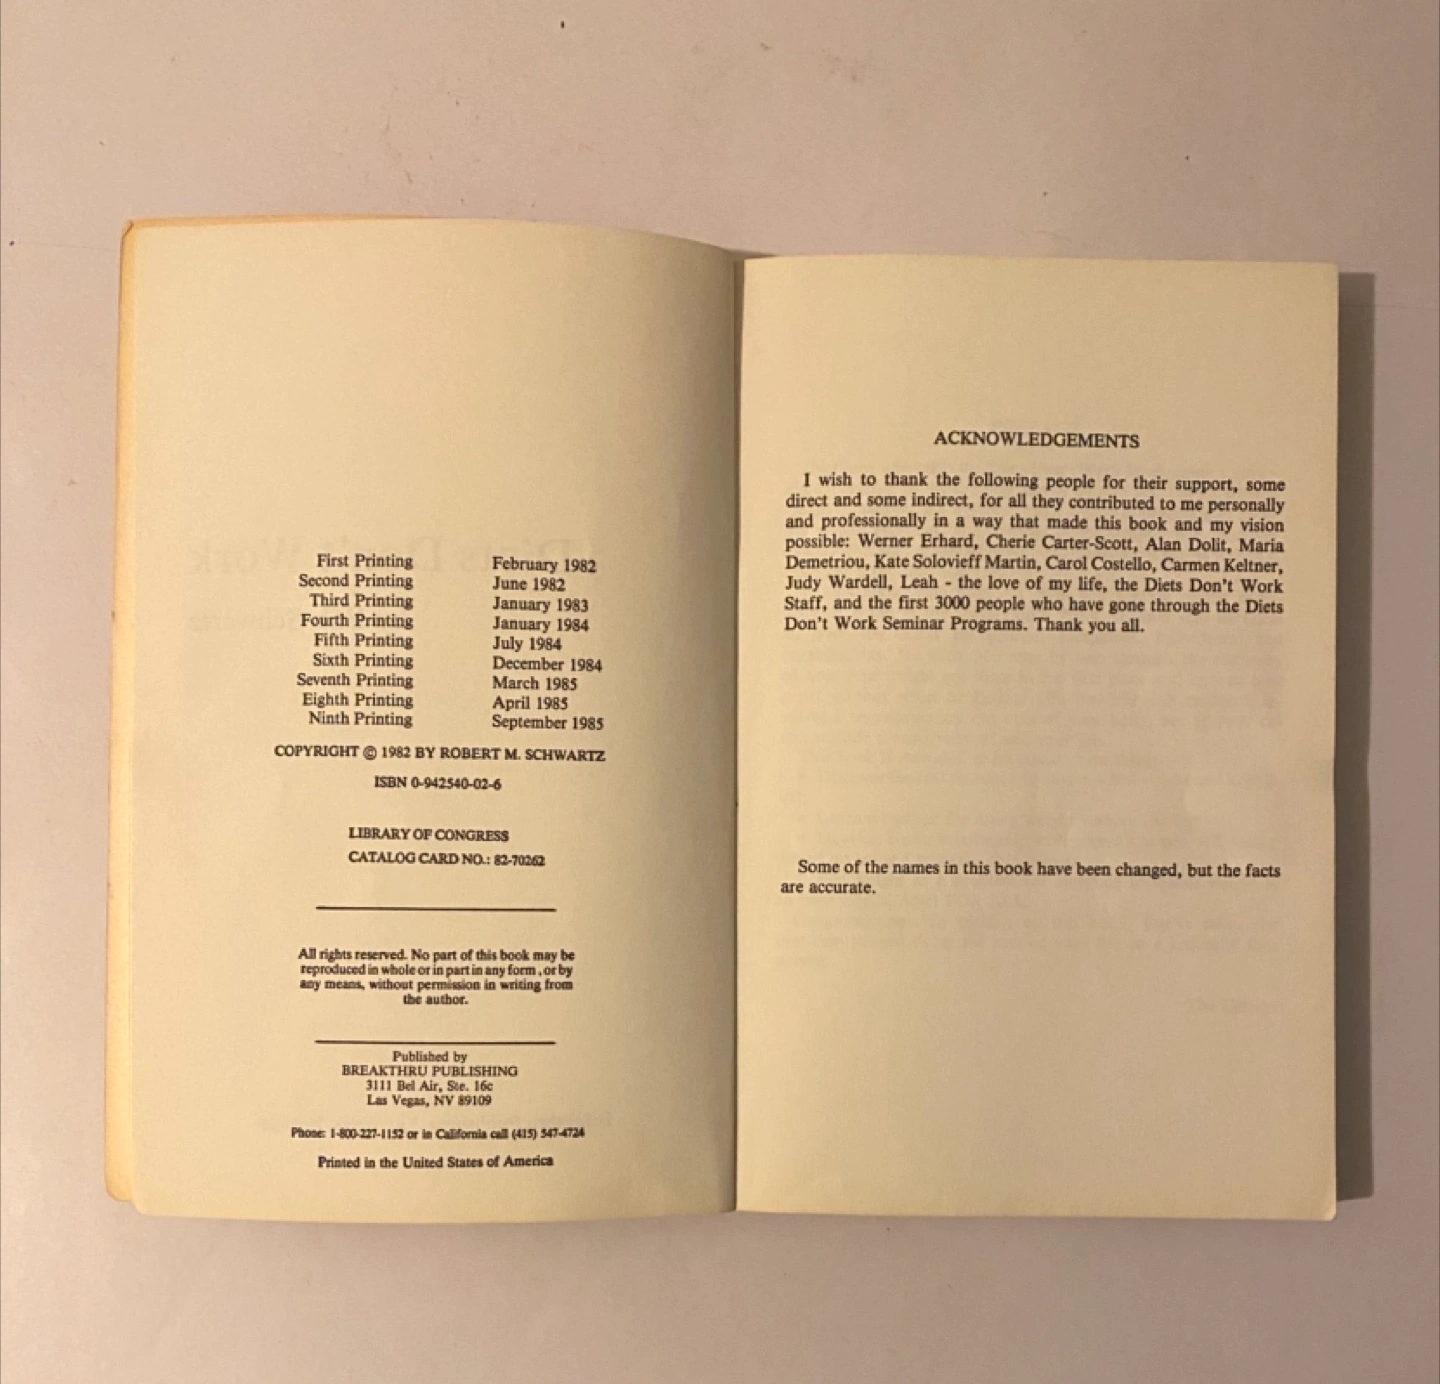 First Printing February 1982
Second Printing June 1982
Third Printing January 1983
Fourth Printing January 1984
Fifth Printing July 1984
Sixth Printing December 1984
Seventh Printing March 1985
Eighth Printing April 1985
Ninth Printing September 1985
COPYRIGHT © 1982 BY ROBERT M. SCHWARTZ
ISBN 0-942540-02-6
LIBRARY OF CONGRESS
CATALOG CARD NO.: 82-70262
All rights reserved. No part of this book may be
reproduced in whole or in part in any form, or by
any means, without permission in writing from
the author.
Published by
BREAKTHRU PUBLISHING
3111 Bel Air, Ste. 16c
Las Vegas, NV 89109
Phone: 1-800-227-1152 or in California call (415) 547-4724
Printed in the United States of America
ACKNOWLEDGEMENTS
I wish to thank the following people for their support, some
direct and some indirect, for all they contributed to me personally
and professionally in a way that made this book and my vision
possible: Werner Erhard, Cherie Carter-Scott, Alan Dolit, Maria
Demetriou, Kate Solovieff Martin, Carol Costello, Carmen Keltner,
Judy Wardell, Leah - the love of my life, the Diets Don't Work
Staff, and the first 3000 people who have gone through the Diets
Don't Work Seminar Programs. Thank you all.
Some of the names in this book have been changed, but the facts
are accurate.